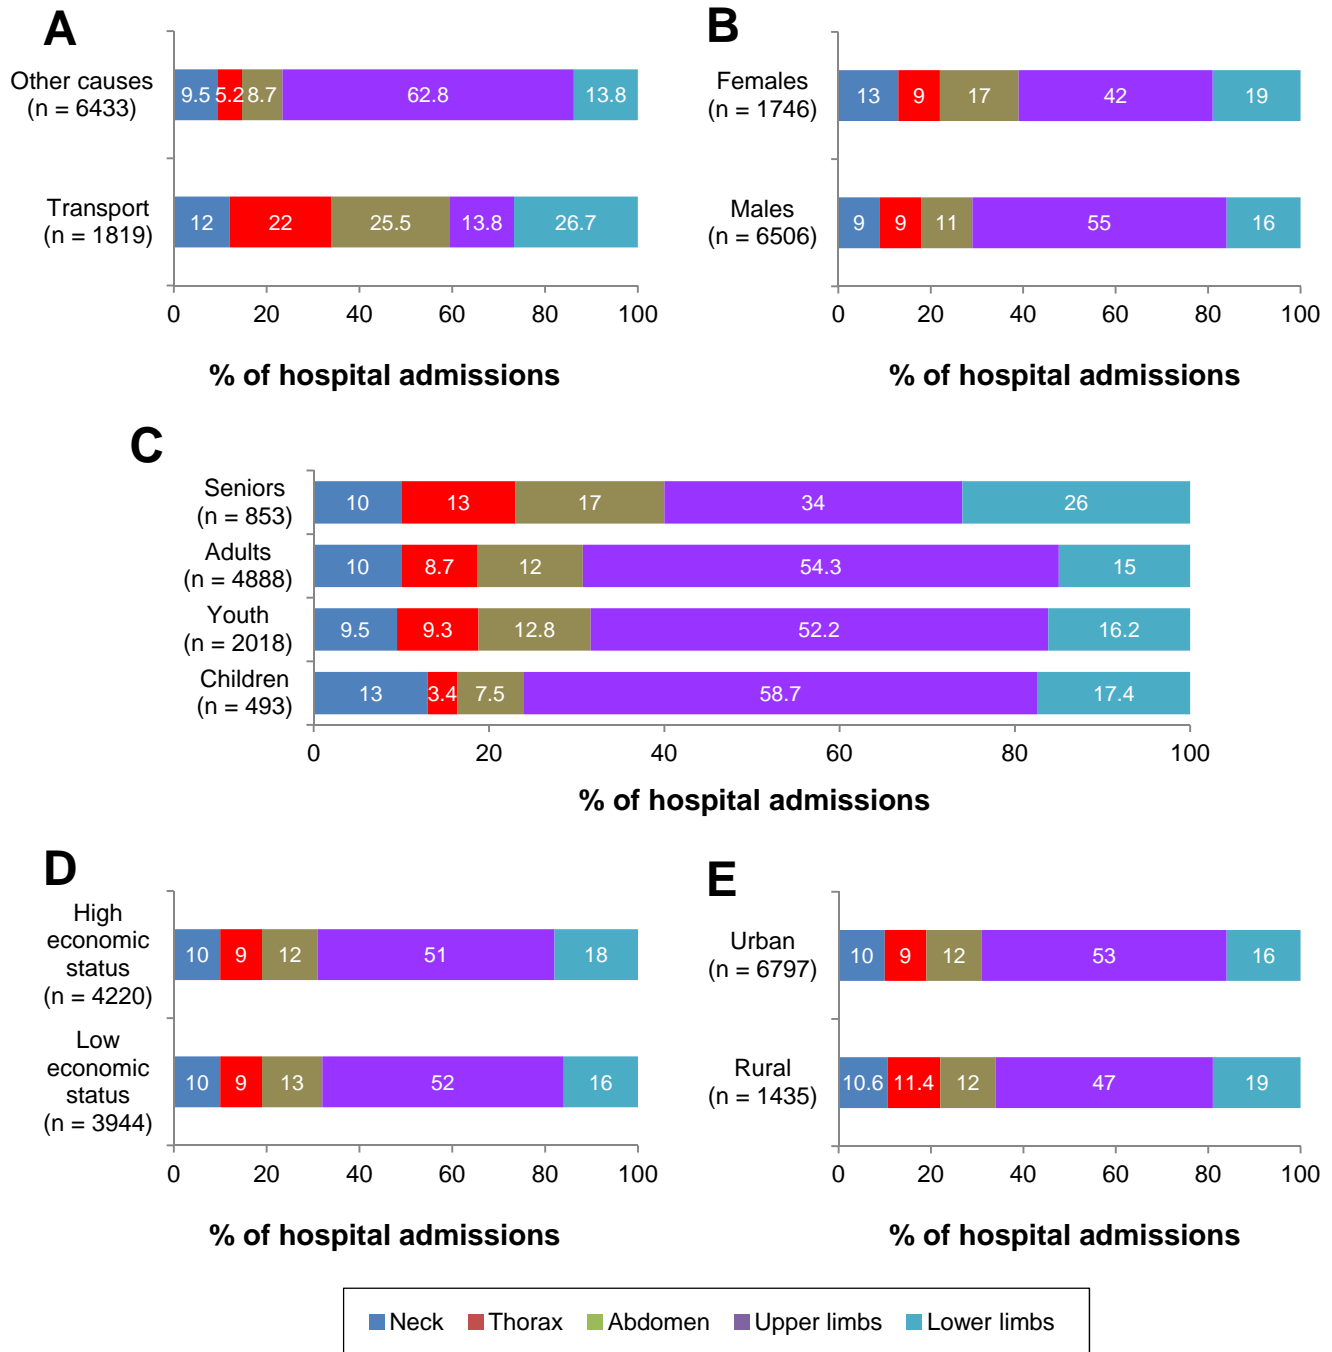 A
Other causes
(n = 6433)
9.5 5.2 8.7 62.8 13.8
Transport
(n = 1819)
12 22 25.5 13.8 26.7
0 20 40 60 80 100
% of hospital admissions
B
Females
(n = 1746)
13 9 17 42 19
Males
(n = 6506)
9 9 11 55 16
0 20 40 60 80 100
% of hospital admissions
C
Seniors
(n = 853)
10 13 17 34 26
Adults
(n = 4888)
10 8.7 12 54.3 15
Youth
(n = 2018)
9.5 9.3 12.8 52.2 16.2
Children
(n = 493)
13 3.4 7.5 58.7 17.4
0 20 40 60 80 100
% of hospital admissions
D
High
economic
status
(n = 4220)
10 9 12 51 18
Low
economic
status
(n = 3944)
10 9 13 52 16
0 20 40 60 80 100
% of hospital admissions
E
Urban
(n = 6797)
10 9 12 53 16
Rural
(n = 1435)
10.6 11.4 12 47 19
0 20 40 60 80 100
% of hospital admissions
Neck Thorax Abdomen Upper limbs Lower limbs